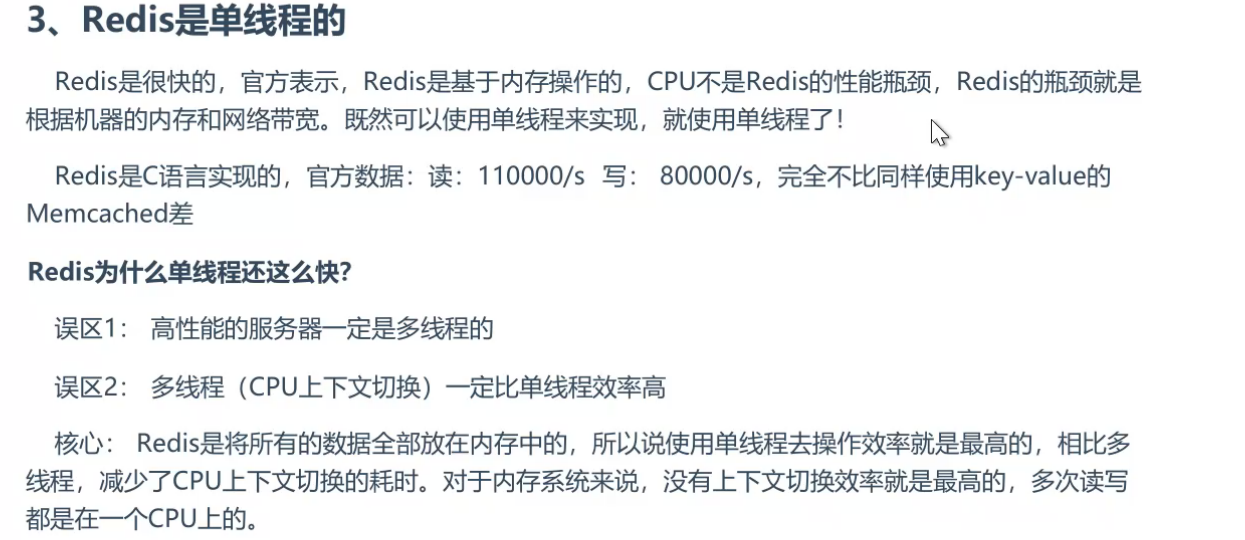 3、Redis是单线程的
Redis是很快的，官方表示，Redis是基于内存操作的，CPU不是Redis的性能瓶颈，Redis的瓶颈就是
根据机器的内存和网络带宽。既然可以使用单线程来实现，就使用单线程了！
Redis是C语言实现的，官方数据：读：110000/s 写： 80000/s，完全不比同样使用key-value的
Memcached差
Redis为什么单线程还这么快?
误区1： 高性能的服务器一定是多线程的
误区2： 多线程（CPU上下文切换）一定比单线程效率高
核心： Redis是将所有的数据全部放在内存中的，所以说使用单线程去操作效率就是最高的，相比多
线程，减少了CPU上下文切换的耗时。对于内存系统来说，没有上下文切换效率就是最高的，多次读写
都是在一个CPU上的。